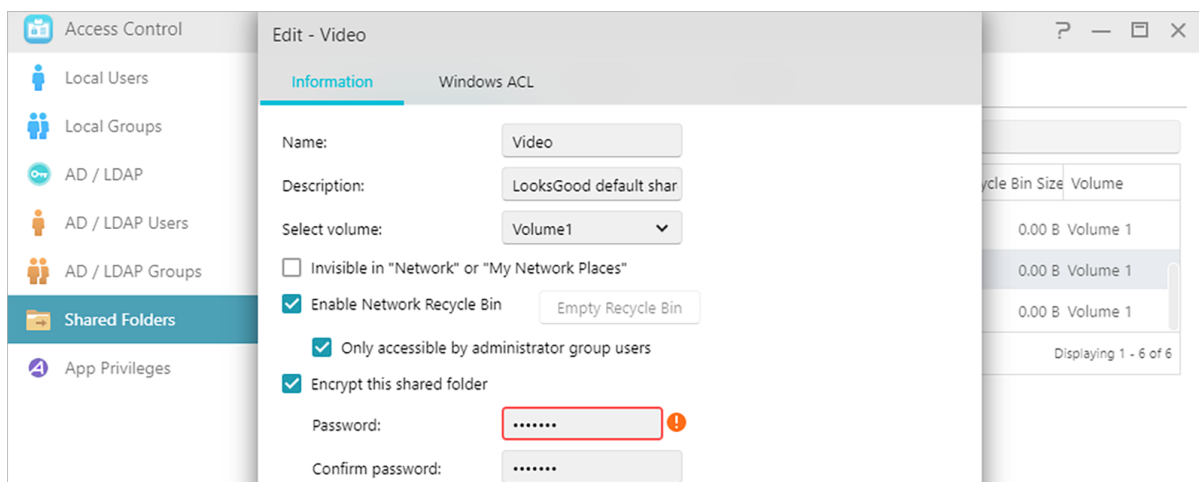 Access Control
Local Users
Local Groups
AD / LDAP
AD / LDAP Users
AD / LDAP Groups
Shared Folders
App Privileges
Edit - Video
Information
Windows ACL
Name:
Video
Description:
LooksGood default shar
Select volume:
Volume1
Invisible in "Network" or "My Network Places"
Enable Network Recycle Bin
Empty Recycle Bin
Only accessible by administrator group users
Encrypt this shared folder
Password:
•••••••
Confirm password:
•••••••
ycle Bin Size
Volume
0.00 B Volume 1
0.00 B Volume 1
0.00 B Volume 1
Displaying 1 - 6 of 6